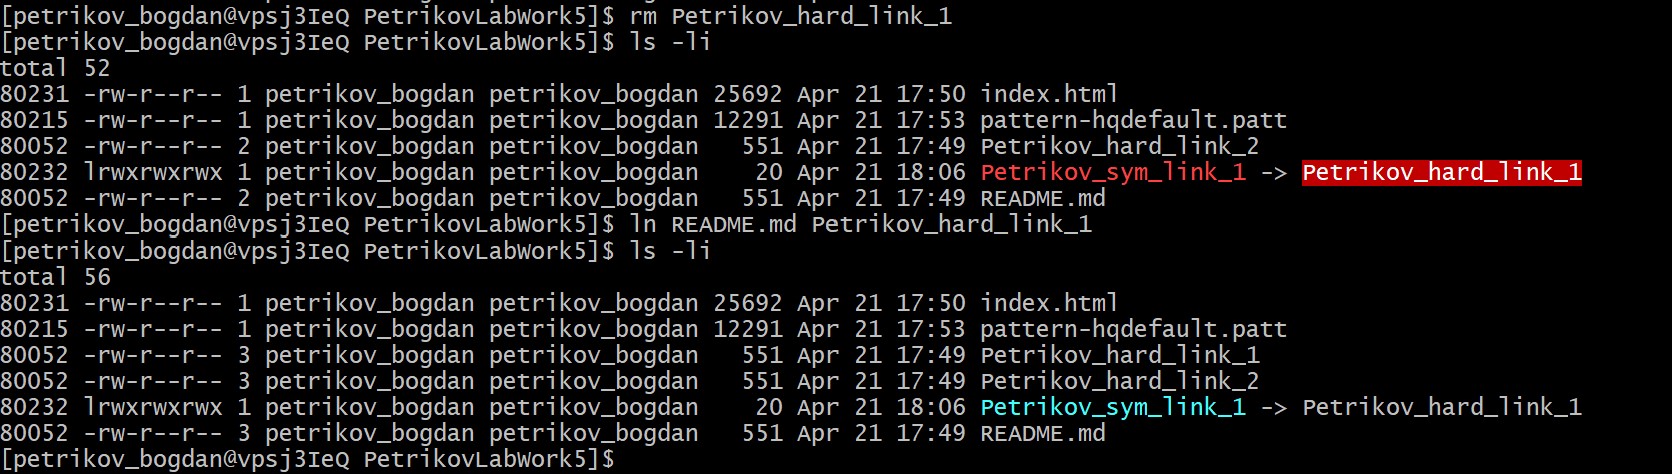 [petrikov_bogdan@vpsj3IeQ PetrikovLabWork5]$ rm Petrikov_hard_link_1
[petrikov_bogdan@vpsj3IeQ PetrikovLabWork5]$ ls -li
total 52
80231 -rw-r--r-- 1 petrikov_bogdan petrikov_bogdan 25692 Apr 21 17:50 index.html
80215 -rw-r--r-- 1 petrikov_bogdan petrikov_bogdan 12291 Apr 21 17:53 pattern-hqdefault.patt
80052 -rw-r--r-- 2 petrikov_bogdan petrikov_bogdan   551 Apr 21 17:49 Petrikov_hard_link_2
80232 lrwxrwxrwx 1 petrikov_bogdan petrikov_bogdan    20 Apr 21 18:06 Petrikov_sym_link_1 -> Petrikov_hard_link_1
80052 -rw-r--r-- 2 petrikov_bogdan petrikov_bogdan   551 Apr 21 17:49 README.md
[petrikov_bogdan@vpsj3IeQ PetrikovLabWork5]$ ln README.md Petrikov_hard_link_1
[petrikov_bogdan@vpsj3IeQ PetrikovLabWork5]$ ls -li
total 56
80231 -rw-r--r-- 1 petrikov_bogdan petrikov_bogdan 25692 Apr 21 17:50 index.html
80215 -rw-r--r-- 1 petrikov_bogdan petrikov_bogdan 12291 Apr 21 17:53 pattern-hqdefault.patt
80052 -rw-r--r-- 3 petrikov_bogdan petrikov_bogdan   551 Apr 21 17:49 Petrikov_hard_link_1
80052 -rw-r--r-- 3 petrikov_bogdan petrikov_bogdan   551 Apr 21 17:49 Petrikov_hard_link_2
80232 lrwxrwxrwx 1 petrikov_bogdan petrikov_bogdan    20 Apr 21 18:06 Petrikov_sym_link_1 -> Petrikov_hard_link_1
80052 -rw-r--r-- 3 petrikov_bogdan petrikov_bogdan   551 Apr 21 17:49 README.md
[petrikov_bogdan@vpsj3IeQ PetrikovLabWork5]$